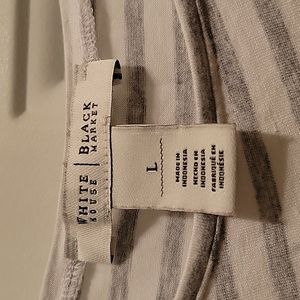 WHITE | BLACK
HOUSE | MARKET
L
MADE IN
INDONESIA
HECHO EN
INDONESIA
FABRIQUÉ EN
INDONÉSIE